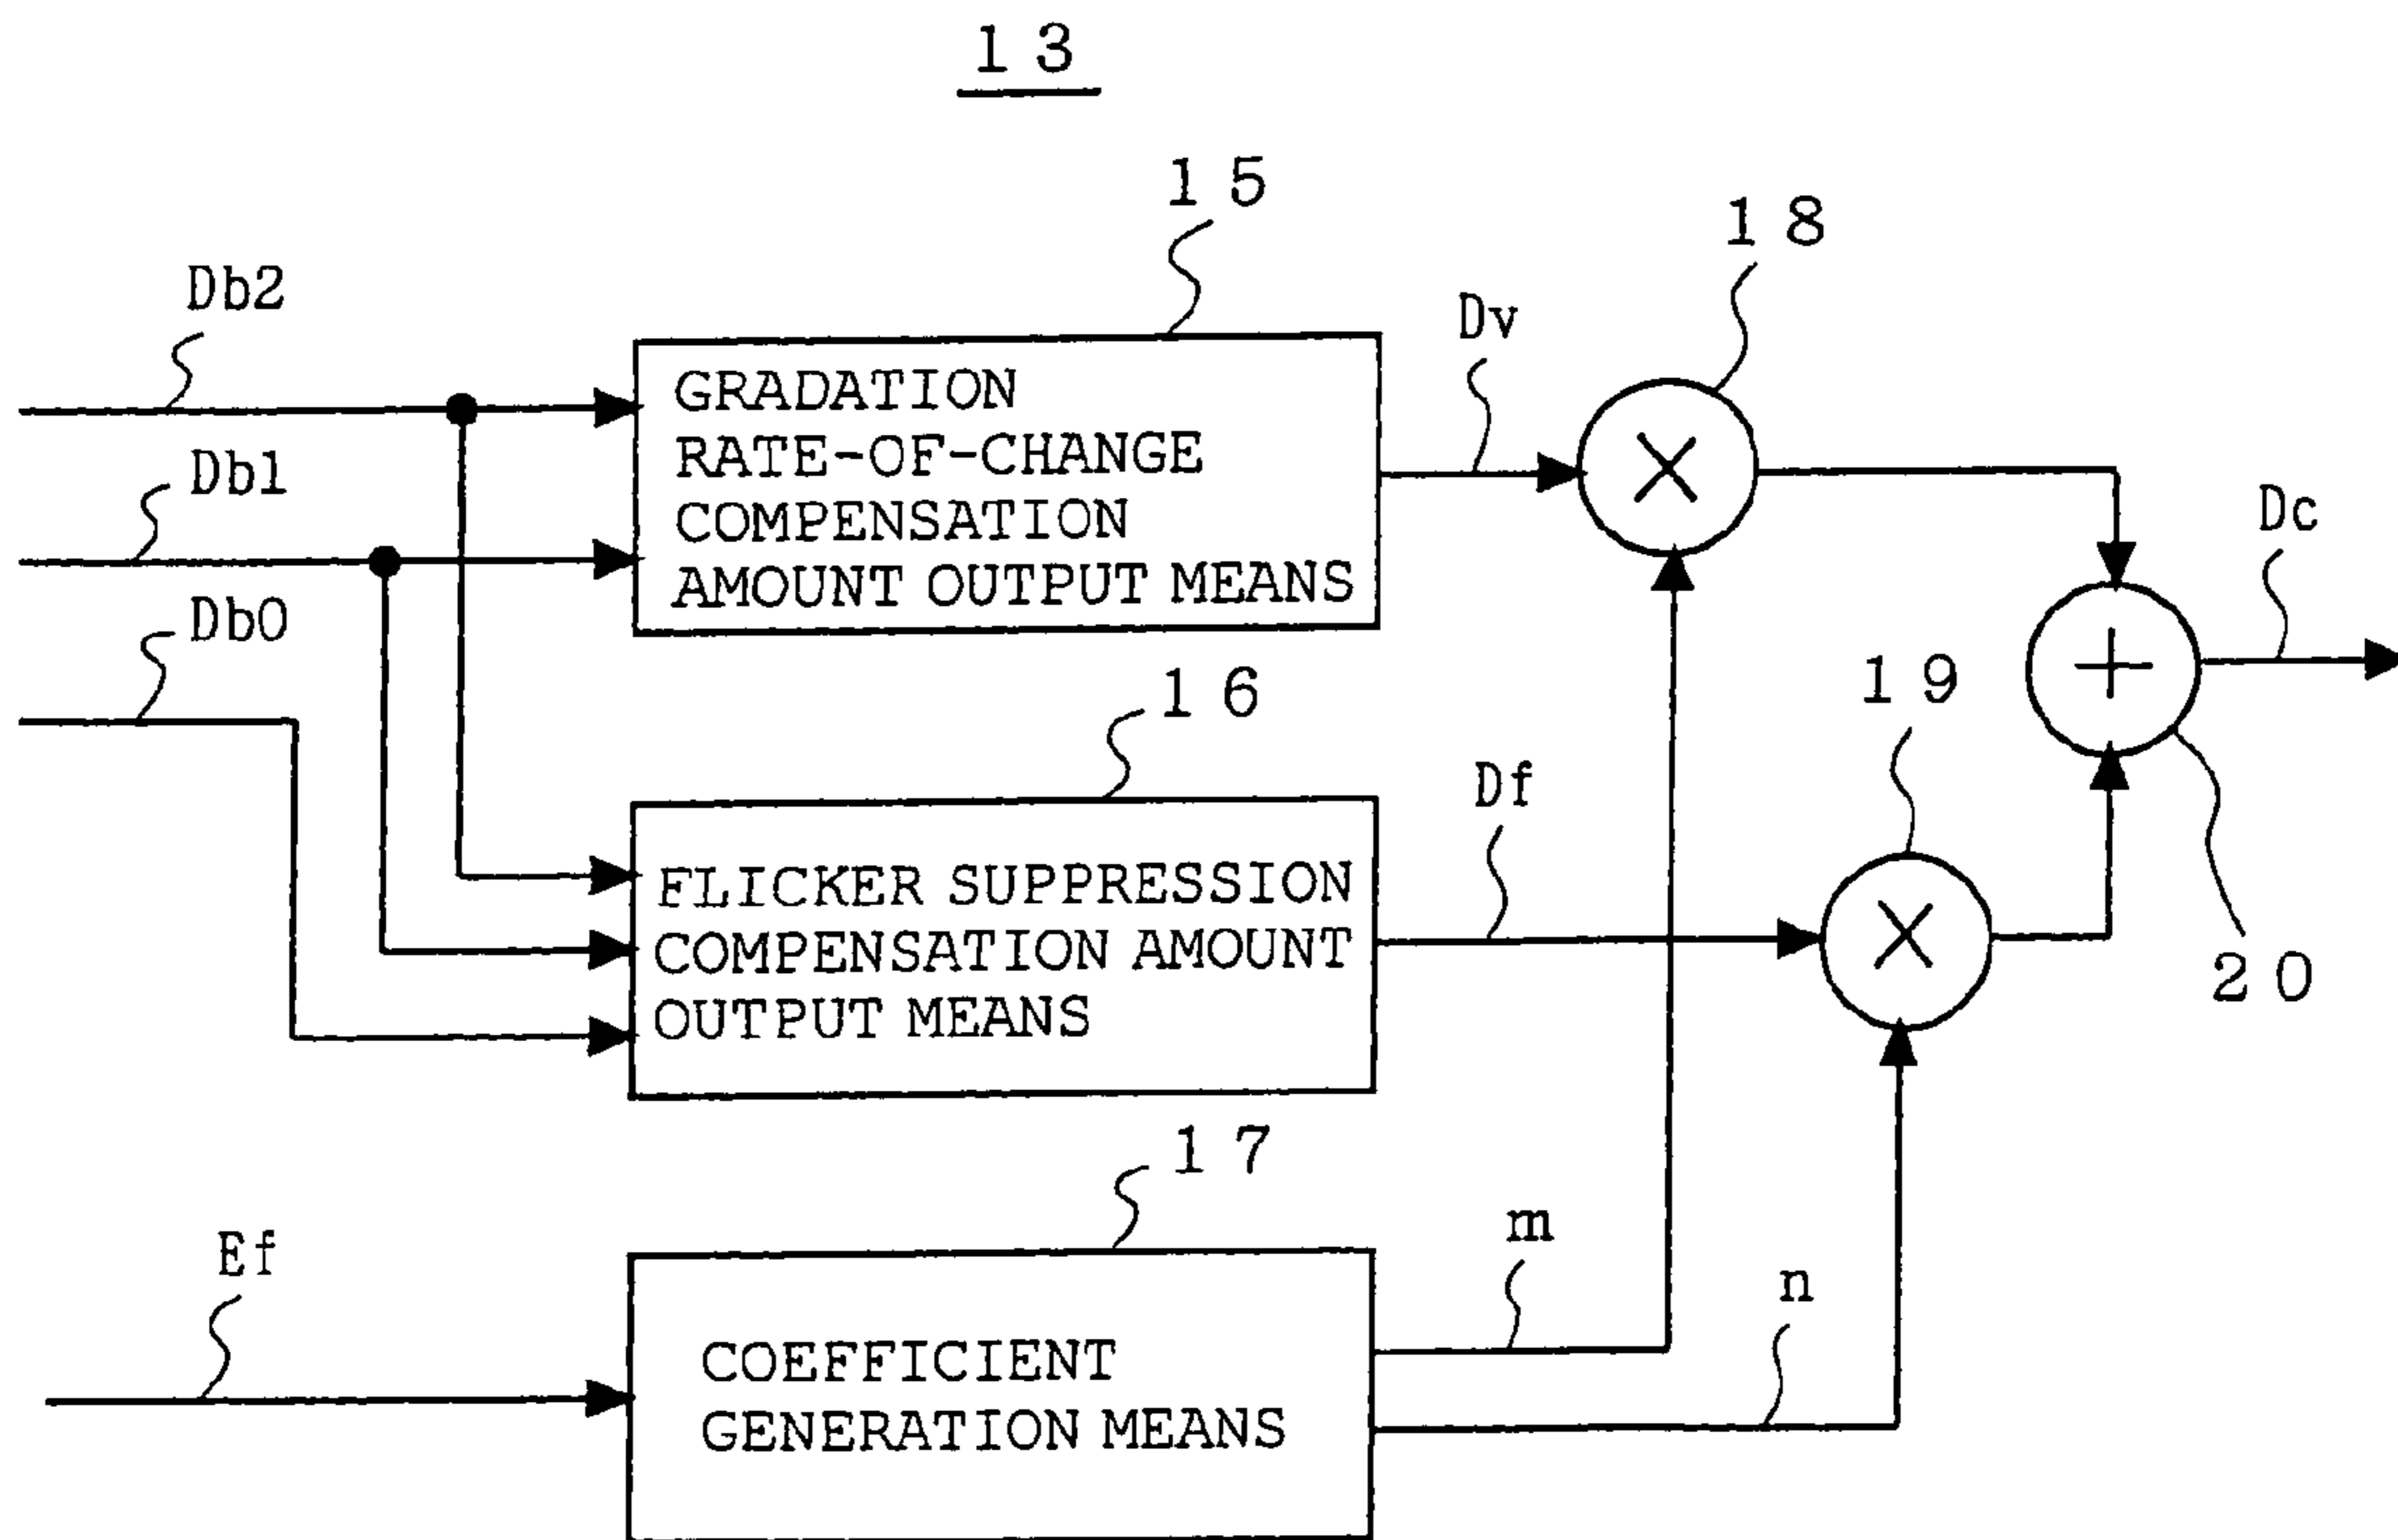 13
15
18
Db2
Dv
GRADATION
RATE-OF-CHANGE
COMPENSATION
AMOUNT OUTPUT MEANS
Db1
Dc
Db0
16
19
Df
FLICKER SUPPRESSION
COMPENSATION AMOUNT
OUTPUT MEANS
20
17
m
Ef
n
COEFFICIENT
GENERATION MEANS